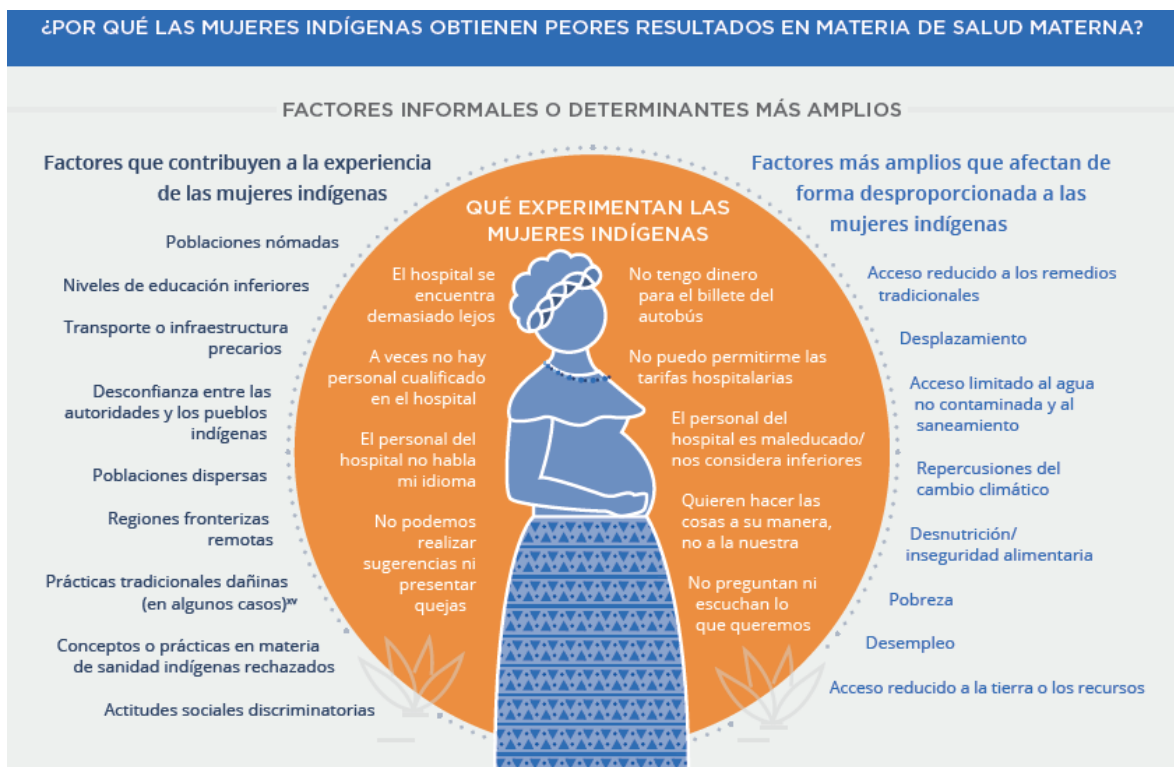 ¿POR QUÉ LAS MUJERES INDÍGENAS OBTIENEN PEORES RESULTADOS EN MATERIA DE SALUD MATERNA?
FACTORES INFORMALES O DETERMINANTES MÁS AMPLIOS
Factores que contribuyen a la experiencia
de las mujeres indígenas
Poblaciones nómadas
Niveles de educación inferiores
Transporte o infraestructura
precarios
Desconfianza entre las
autoridades y los pueblos
indígenas
Poblaciones dispersas
Regiones fronterizas
remotas
Prácticas tradicionales dañinas
(en algunos casos)ˣᵛ
Conceptos o prácticas en materia
de sanidad indígenas rechazados
Actitudes sociales discriminatorias
QUÉ EXPERIMENTAN LAS
MUJERES INDÍGENAS
El hospital se
encuentra
demasiado lejos
A veces no hay
personal cualificado
en el hospital
El personal del
hospital no habla
mi idioma
No podemos
realizar
sugerencias ni
presentar
quejas
No tengo dinero
para el billete del
autobús
No puedo permitirme las
tarifas hospitalarias
El personal del
hospital es maleducado/
nos considera inferiores
Quieren hacer las
cosas a su manera,
no a la nuestra
No preguntan ni
escuchan lo
que queremos
Factores más amplios que afectan de
forma desproporcionada a las
mujeres indígenas
Acceso reducido a los remedios
tradicionales
Desplazamiento
Acceso limitado al agua
no contaminada y al
saneamiento
Repercusiones del
cambio climático
Desnutrición/
inseguridad alimentaria
Pobreza
Desempleo
Acceso reducido a la tierra o los recursos